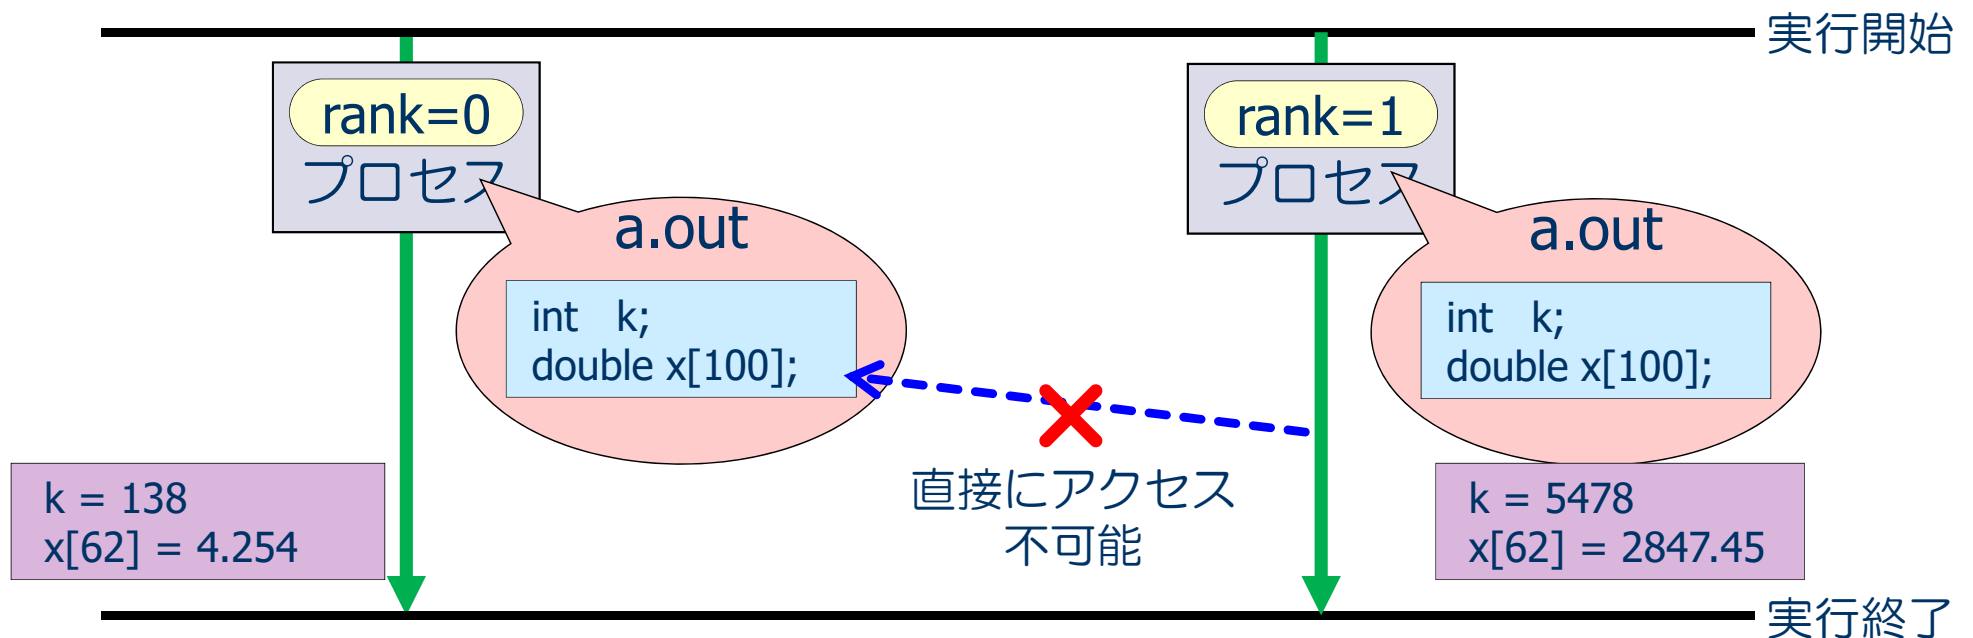 実行開始
rank=0
プロセス
a.out
int k;
double x[100];
k = 138
x[62] = 4.254
直接にアクセス
不可能
rank=1
プロセス
a.out
int k;
double x[100];
k = 5478
x[62] = 2847.45
実行終了